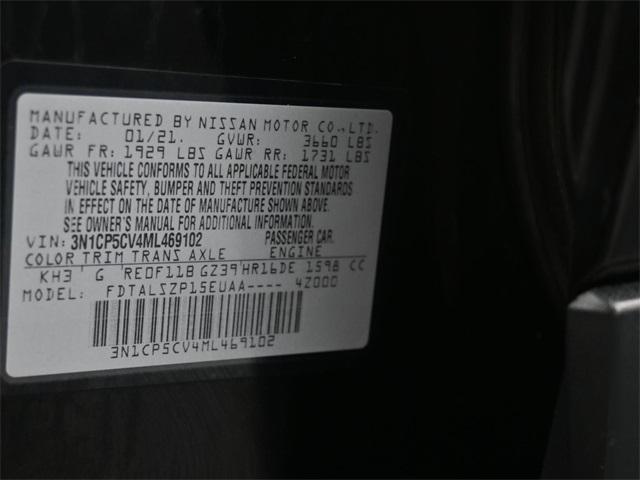 MANUFACTURED BY NISSAN MOTOR CO., LTD.
DATE: 01/21. GVWR: 3660 LBS
GAWR FR: 1929 LBS GAWR RR: 1731 LBS
THIS VEHICLE CONFORMS TO ALL APPLICABLE FEDERAL MOTOR
VEHICLE SAFETY, BUMPER AND THEFT PREVENTION STANDARDS
IN EFFECT ON THE DATE OF MANUFACTURE SHOWN ABOVE.
SEE OWNER'S MANUAL FOR ADDITIONAL INFORMATION.
VIN: 3N1CP5CV4ML469102 PASSENGER CAR.
COLOR TRIM TRANS AXLE ENGINE
KH3 G RE0F11B GZ39 HR16DE 1598 CC
MODEL: FDTALSZP15EUAA---- 4Z000
3N1CP5CV4ML469102